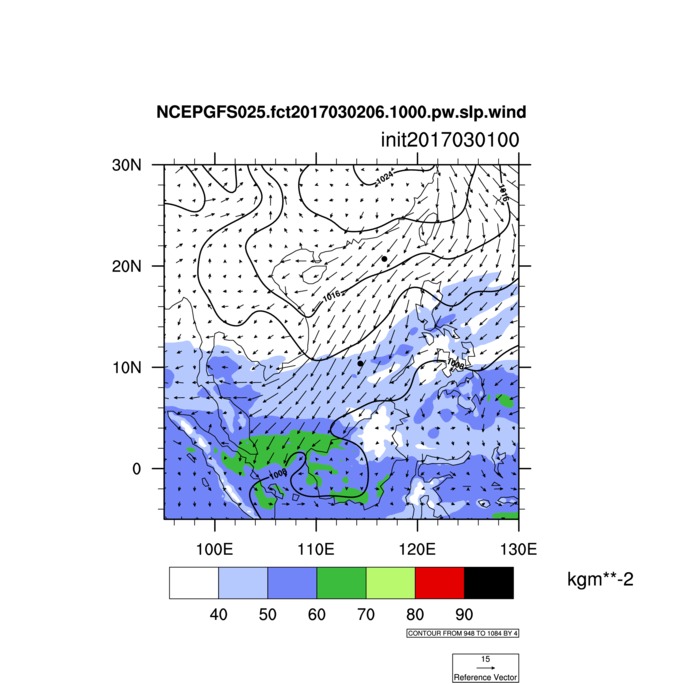 NCEPGFS025.fct2017030206.1000.pw.slp.wind
init2017030100
1024
1016
30N
20N
1016
10N
1008
0
1008
100E 110E 120E 130E
kgm**-2
40 50 60 70 80 90
CONTOUR FROM 948 TO 1084 BY 4
15
Reference Vector